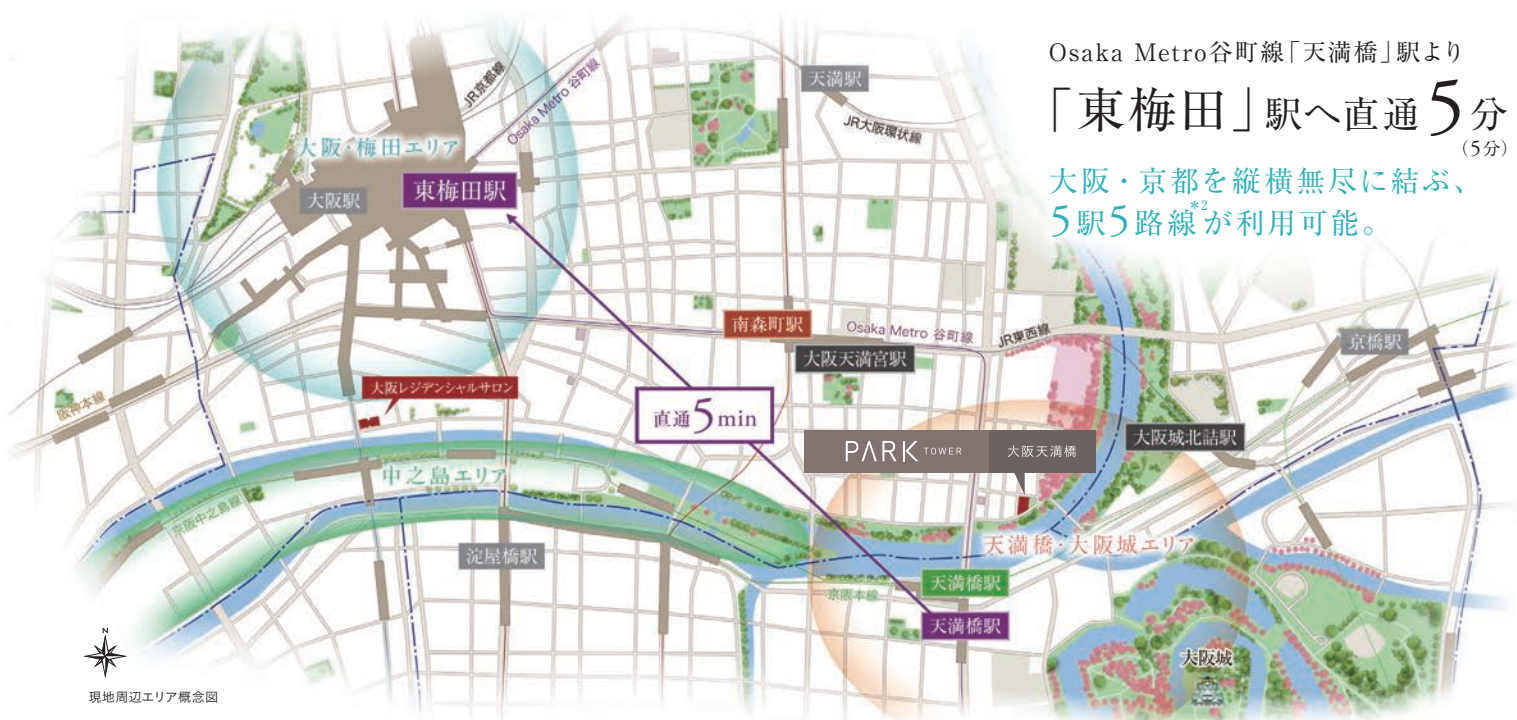 Osaka Metro谷町線「天満橋」駅より
「東梅田」駅へ直通5分
(5分)
大阪・京都を縦横無尽に結ぶ、
5駅5路線*2が利用可能。
JR京都線
Osaka Metro 谷町線
天満駅
JR大阪環状線
大阪・梅田エリア
東梅田駅
大阪駅
南森町駅
Osaka Metro 谷町線
JR東西線
大阪天満宮駅
京橋駅
大阪レジデンシャルサロン
阪神本線
直通5min
PARK TOWER 大阪天満橋
大阪城北詰駅
中之島エリア
京阪中之島線
淀屋橋駅
天満橋・大阪城エリア
天満橋駅
京阪本線
天満橋駅
大阪城
N
現地周辺エリア概念図